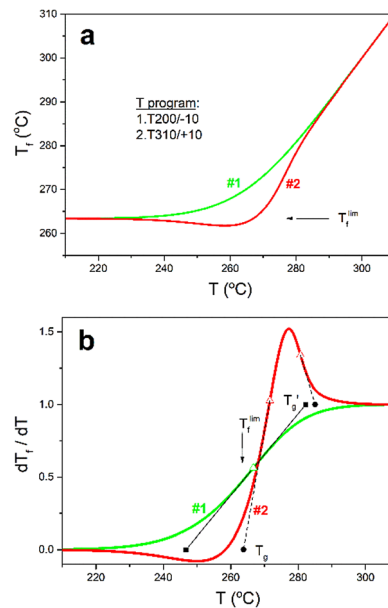 a
310
300
290
280
270
260
T program:
1.T200/-10
2.T310/+10
#1
#2
T_f^lim
T_f (°C)
220
240
260
280
300
T (°C)
b
1.5
1.0
0.5
0.0
T_g'
T_f^lim
#1
#2
T_g
dT_f / dT
220
240
260
280
300
T (°C)